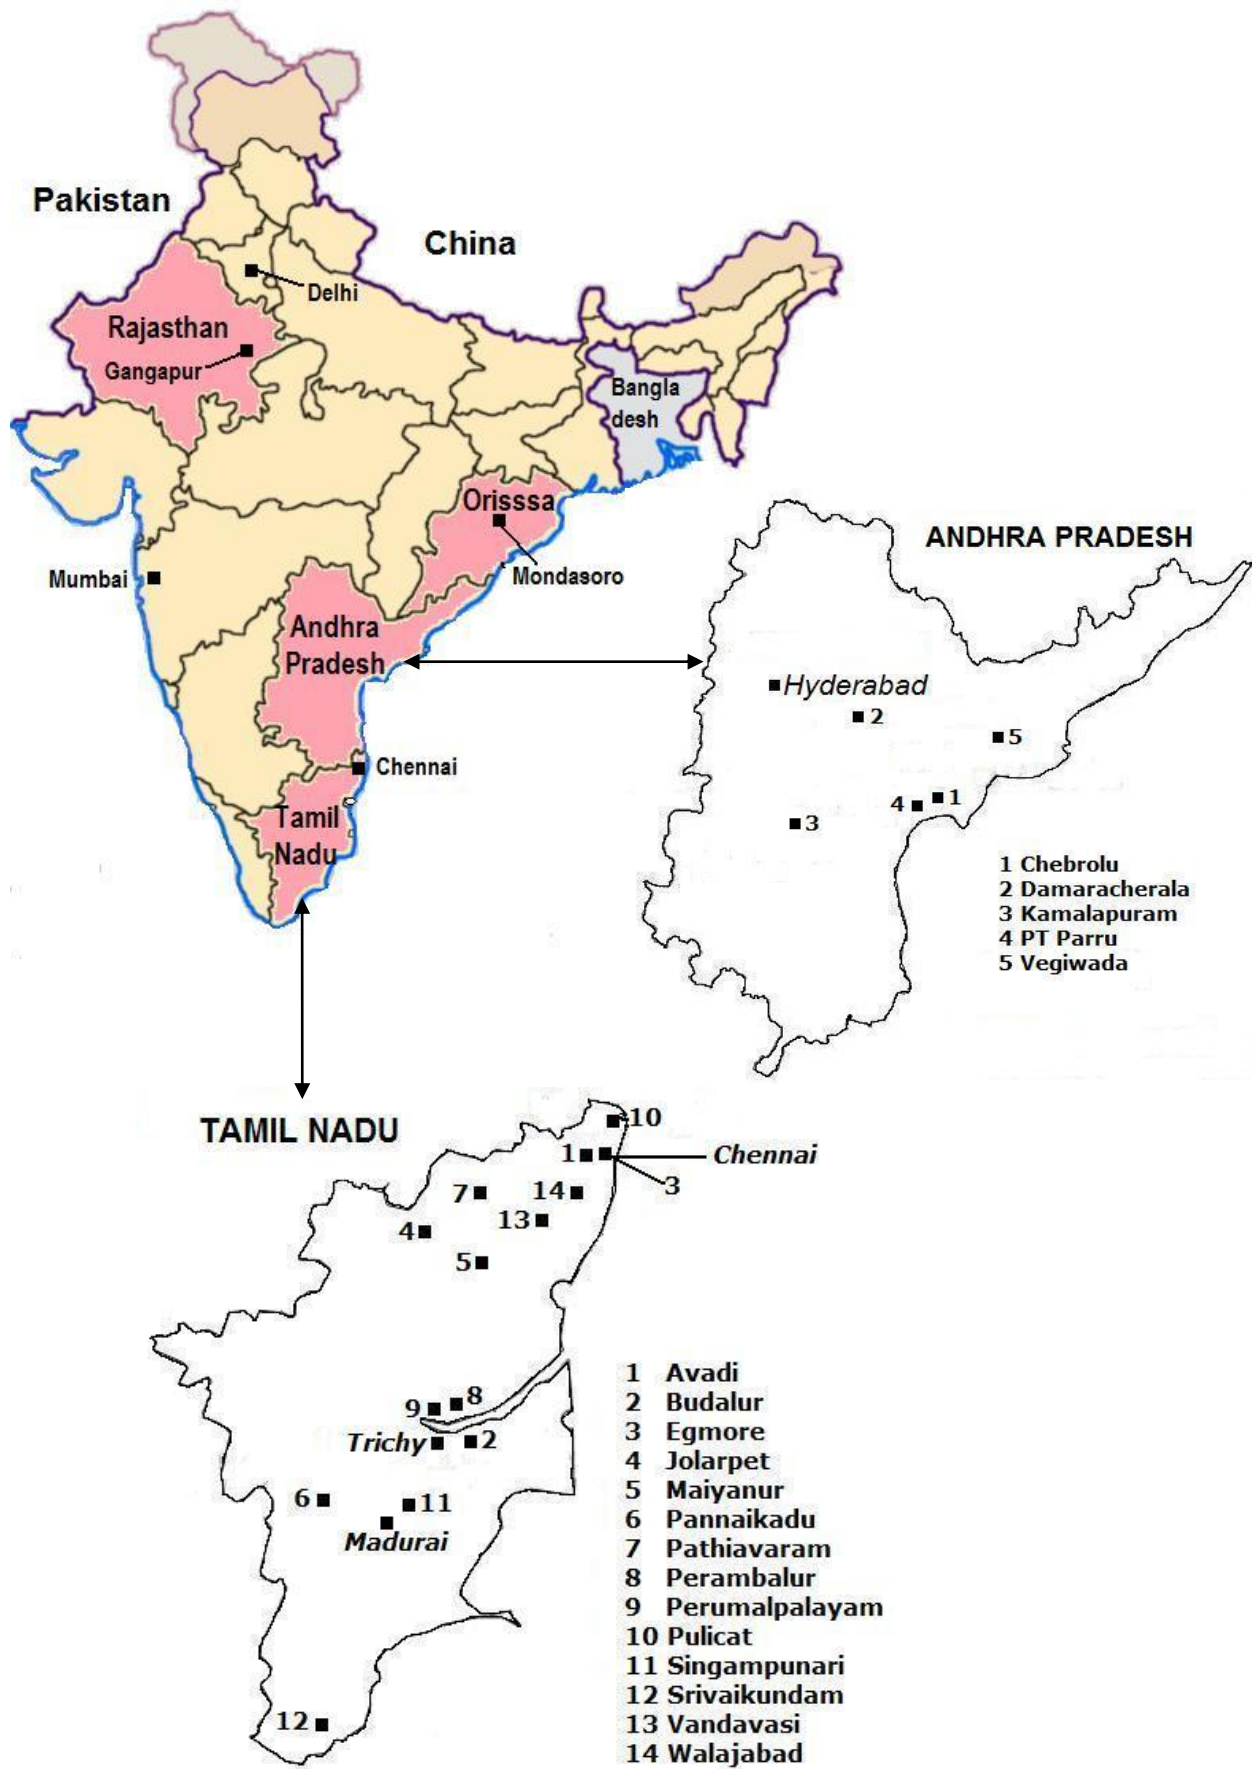 Pakistan
China
Delhi
Rajasthan
Gangapur
Bangla
desh
Orisssa
Mondasoro
Mumbai
Andhra
Pradesh
Chennai
Tamil
Nadu
ANDHRA PRADESH
Hyderabad
2
5
4
1
3
1 Chebrolu
2 Damaracherala
3 Kamalapuram
4 PT Parru
5 Vegiwada
TAMIL NADU
10
1
Chennai
3
7
14
13
4
5
9
8
Trichy
2
6
11
Madurai
12
1 Avadi
2 Budalur
3 Egmore
4 Jolarpet
5 Maiyanur
6 Pannaikadu
7 Pathiavaram
8 Perambalur
9 Perumalpalayam
10 Pulicat
11 Singampunari
12 Srivaikundam
13 Vandavasi
14 Walajabad